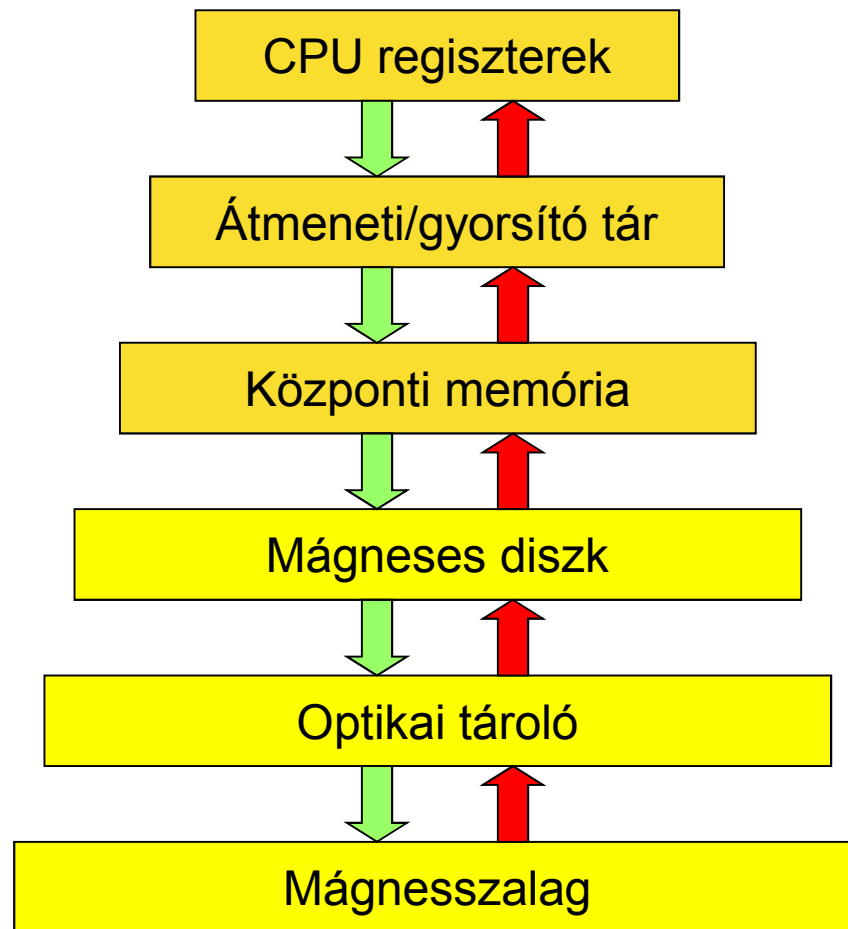 CPU regiszterek
Átmeneti/gyorsító tár
Központi memória
Mágneses diszk
Optikai tároló
Mágnesszalag